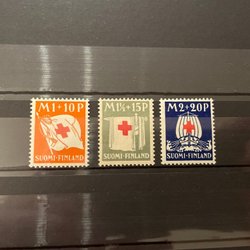 M1+10P
SUOMI-FINLAND
M1½+15P
SUOMI-FINLAND
M2+20P
SUOMI-FINLAND